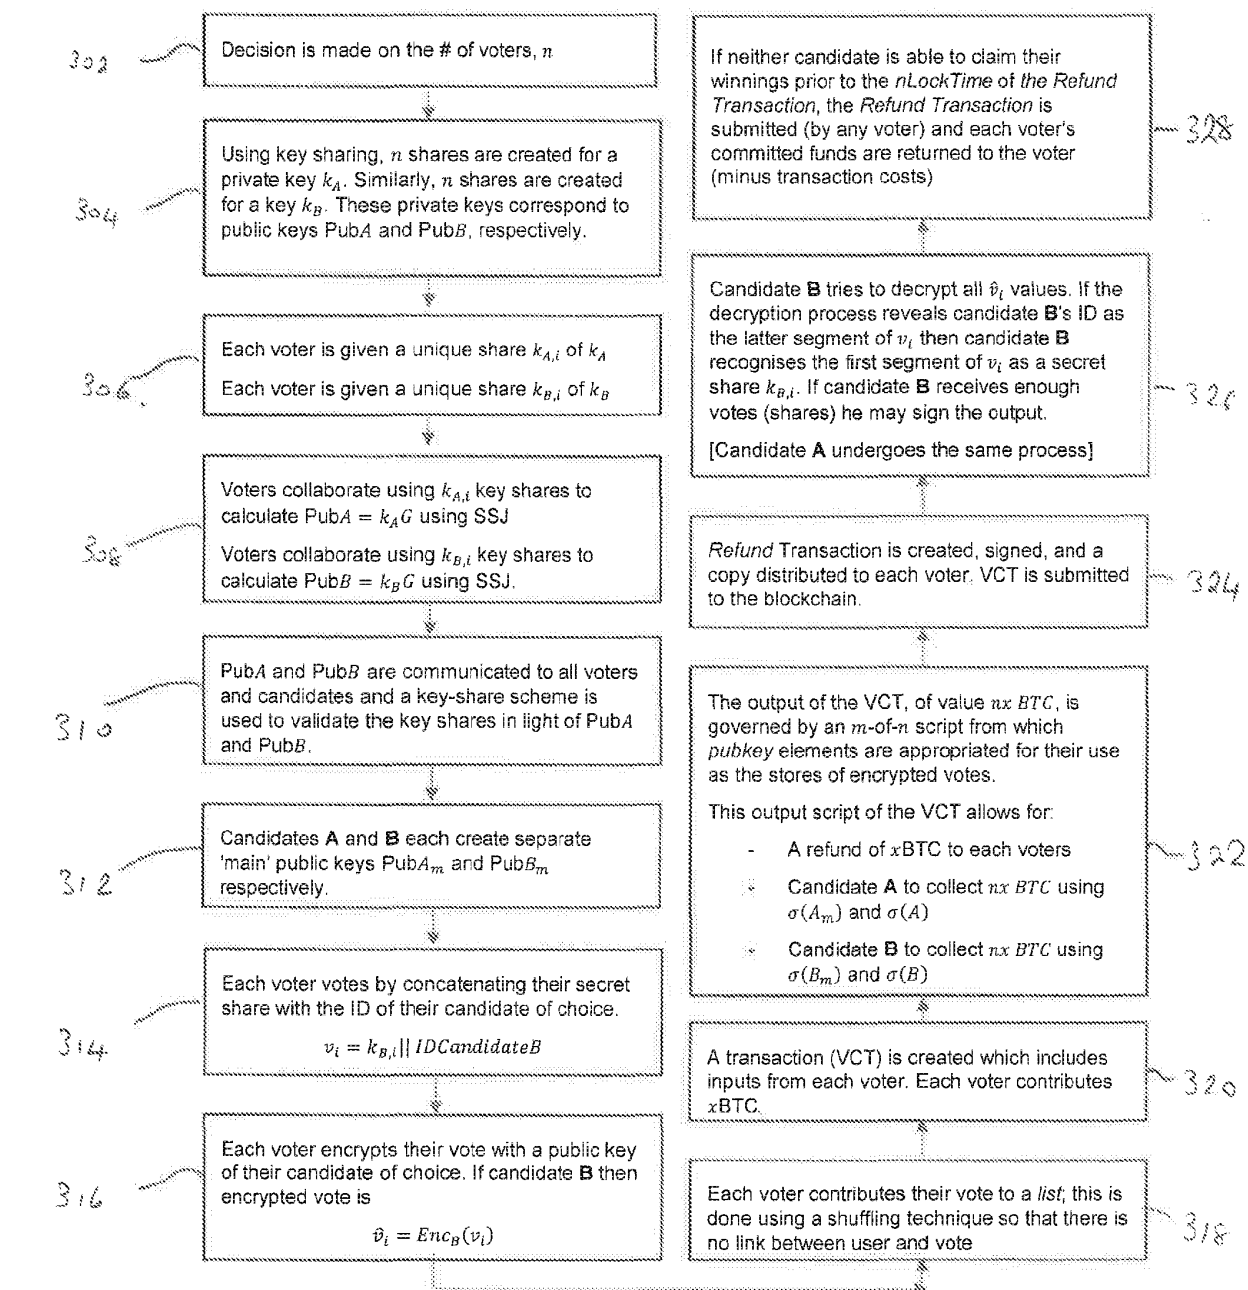 302
Decision is made on the # of voters, n
304
Using key sharing, n shares are created for a
private key k_A. Similarly, n shares are created
for a key k_B. These private keys correspond to
public keys PubA and PubB, respectively.
306
Each voter is given a unique share k_{A,i} of k_A
Each voter is given a unique share k_{B,i} of k_B
308
Voters collaborate using k_{A,i} key shares to
calculate PubA = k_A G using SSJ
Voters collaborate using k_{B,i} key shares to
calculate PubB = k_B G using SSJ.
310
PubA and PubB are communicated to all voters
and candidates and a key-share scheme is
used to validate the key shares in light of PubA
and PubB.
312
Candidates A and B each create separate
'main' public keys PubA_m and PubB_m
respectively.
314
Each voter votes by concatenating their secret
share with the ID of their candidate of choice.
v_i = k_{B,i}|| IDCandidateB
316
Each voter encrypts their vote with a public key
of their candidate of choice. If candidate B then
encrypted vote is
v̂_i = Enc_B(v_i)
318
Each voter contributes their vote to a list; this is
done using a shuffling technique so that there is
no link between user and vote
320
A transaction (VCT) is created which includes
inputs from each voter. Each voter contributes
xBTC.
322
The output of the VCT, of value nx BTC, is
governed by an m-of-n script from which
pubkey elements are appropriated for their use
as the stores of encrypted votes.
This output script of the VCT allows for:
- A refund of xBTC to each voters
- Candidate A to collect nx BTC using
σ(A_m) and σ(A)
- Candidate B to collect nx BTC using
σ(B_m) and σ(B)
324
Refund Transaction is created, signed, and a
copy distributed to each voter. VCT is submitted
to the blockchain.
326
Candidate B tries to decrypt all v̂_i values. If the
decryption process reveals candidate B's ID as
the latter segment of v_i then candidate B
recognises the first segment of v_i as a secret
share k_{B,i}. If candidate B receives enough
votes (shares) he may sign the output.
[Candidate A undergoes the same process]
328
If neither candidate is able to claim their
winnings prior to the nLockTime of the Refund
Transaction, the Refund Transaction is
submitted (by any voter) and each voter's
committed funds are returned to the voter
(minus transaction costs)